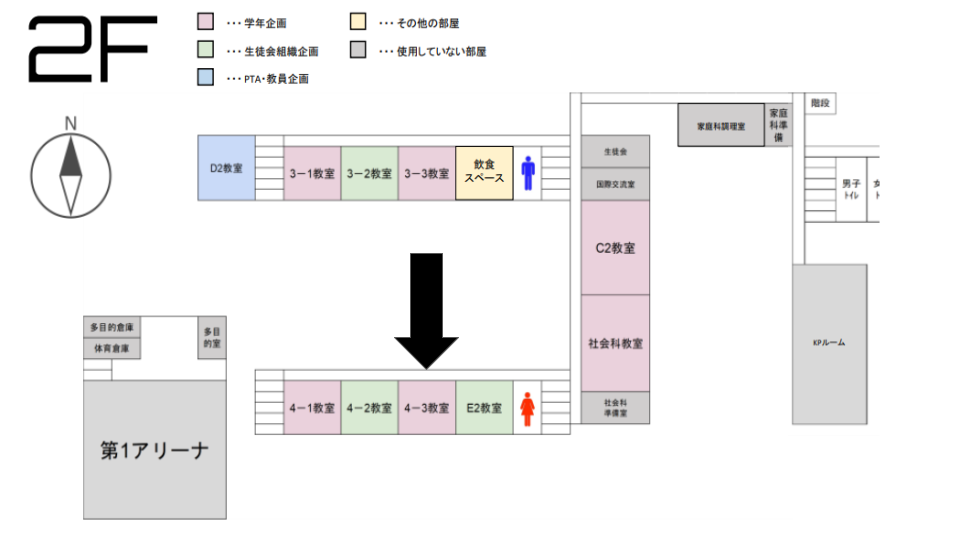 2F
･･･学年企画
･･･その他の部屋
･･･生徒会組織企画
･･･使用していない部屋
･･･PTA･教員企画
N
階段
家庭科調理室
家庭
科準
備
D2教室
3－1教室
3－2教室
3－3教室
飲食
スペース
生徒会
国際交流室
男子
トイレ
C2教室
多目的倉庫
体育倉庫
多目
的室
社会科教室
KPルーム
4－1教室
4－2教室
4－3教室
E2教室
社会科
準備室
第1アリーナ